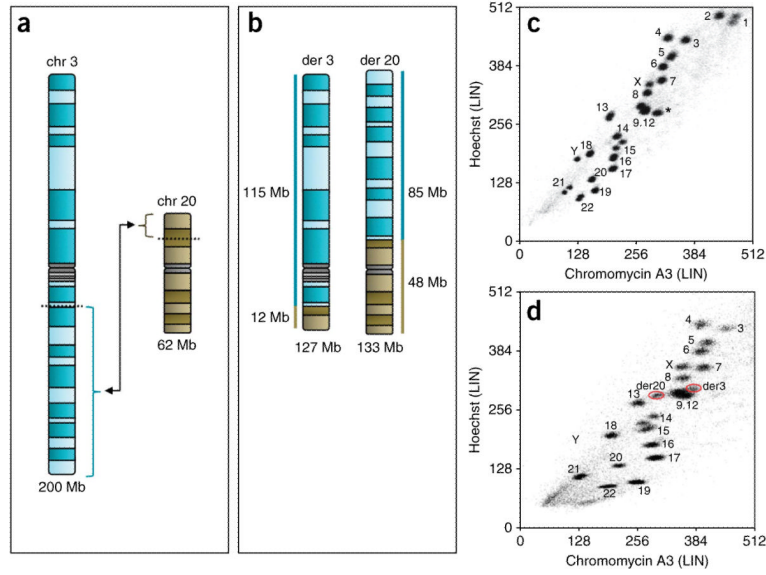 a
chr 3
chr 20
62 Mb
200 Mb
b
der 3
der 20
115 Mb
85 Mb
48 Mb
12 Mb
127 Mb
133 Mb
c
512
384
256
128
0
Hoechst (LIN)
2
1
4
3
5
6
7
X
8
13
9.12
*
14
15
Y
18
16
17
20
21
19
22
0
128
256
384
512
Chromomycin A3 (LIN)
d
512
384
256
128
0
Hoechst (LIN)
4
3
5
6
X
7
8
der20
der3
13
9.12
14
15
Y
18
16
17
20
21
22
19
0
128
256
384
512
Chromomycin A3 (LIN)